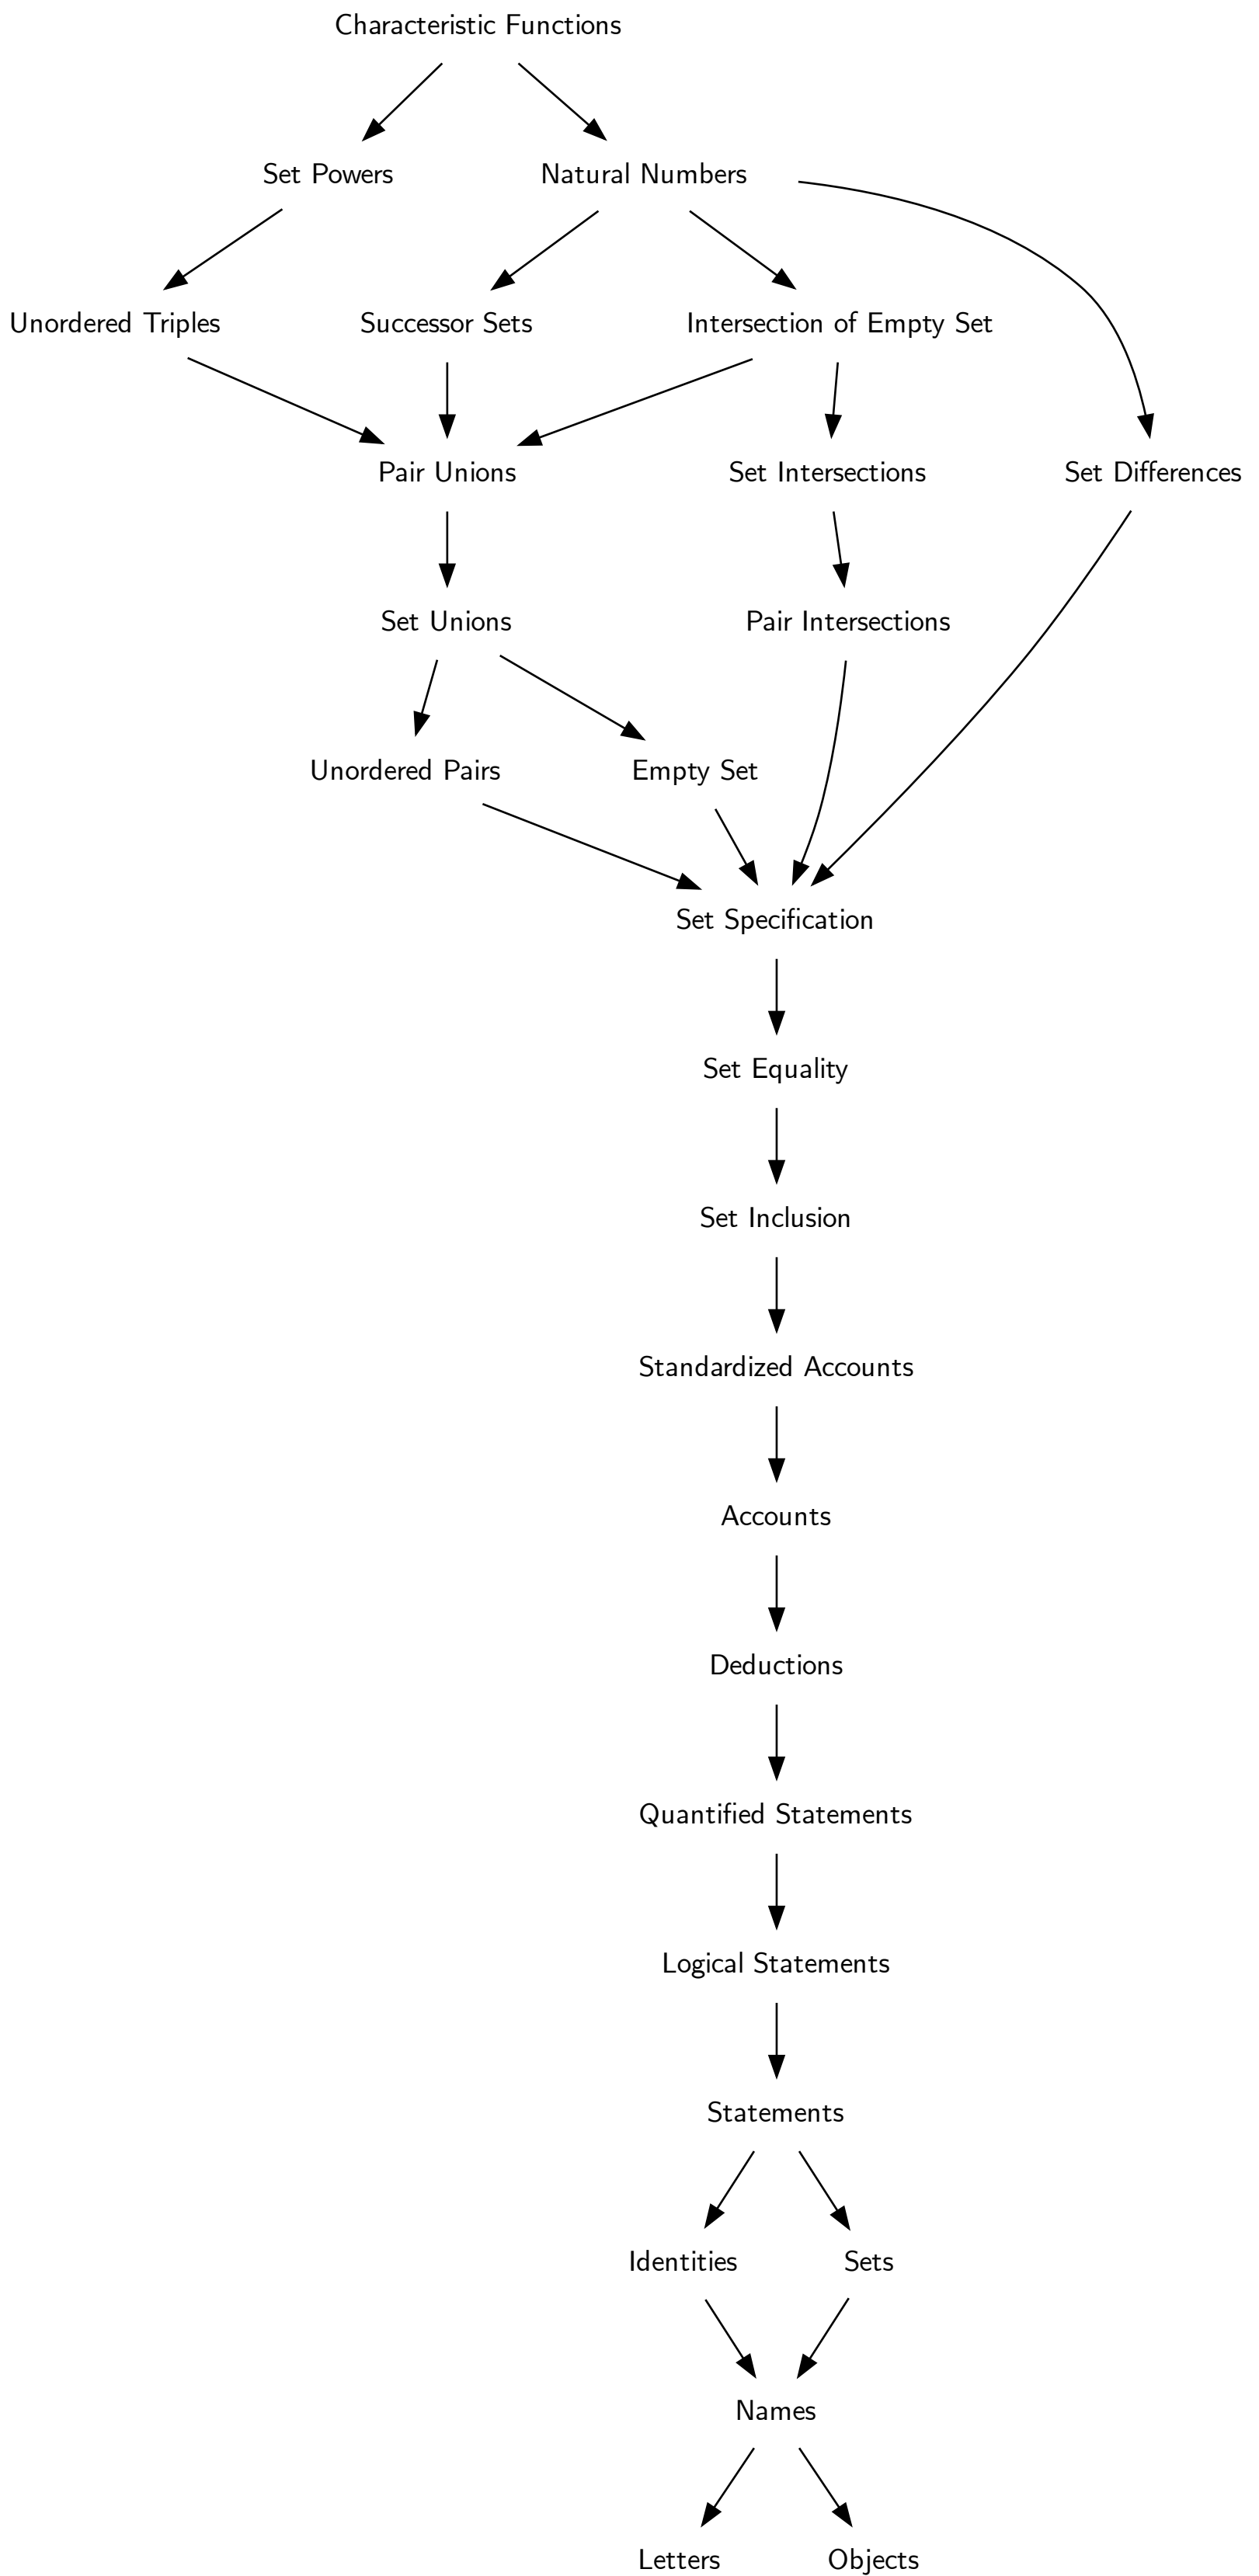 Characteristic Functions
Set Powers
Natural Numbers
Unordered Triples
Successor Sets
Intersection of Empty Set
Pair Unions
Set Intersections
Set Differences
Set Unions
Pair Intersections
Unordered Pairs
Empty Set
Set Specification
Set Equality
Set Inclusion
Standardized Accounts
Accounts
Deductions
Quantified Statements
Logical Statements
Statements
Identities
Sets
Names
Letters
Objects